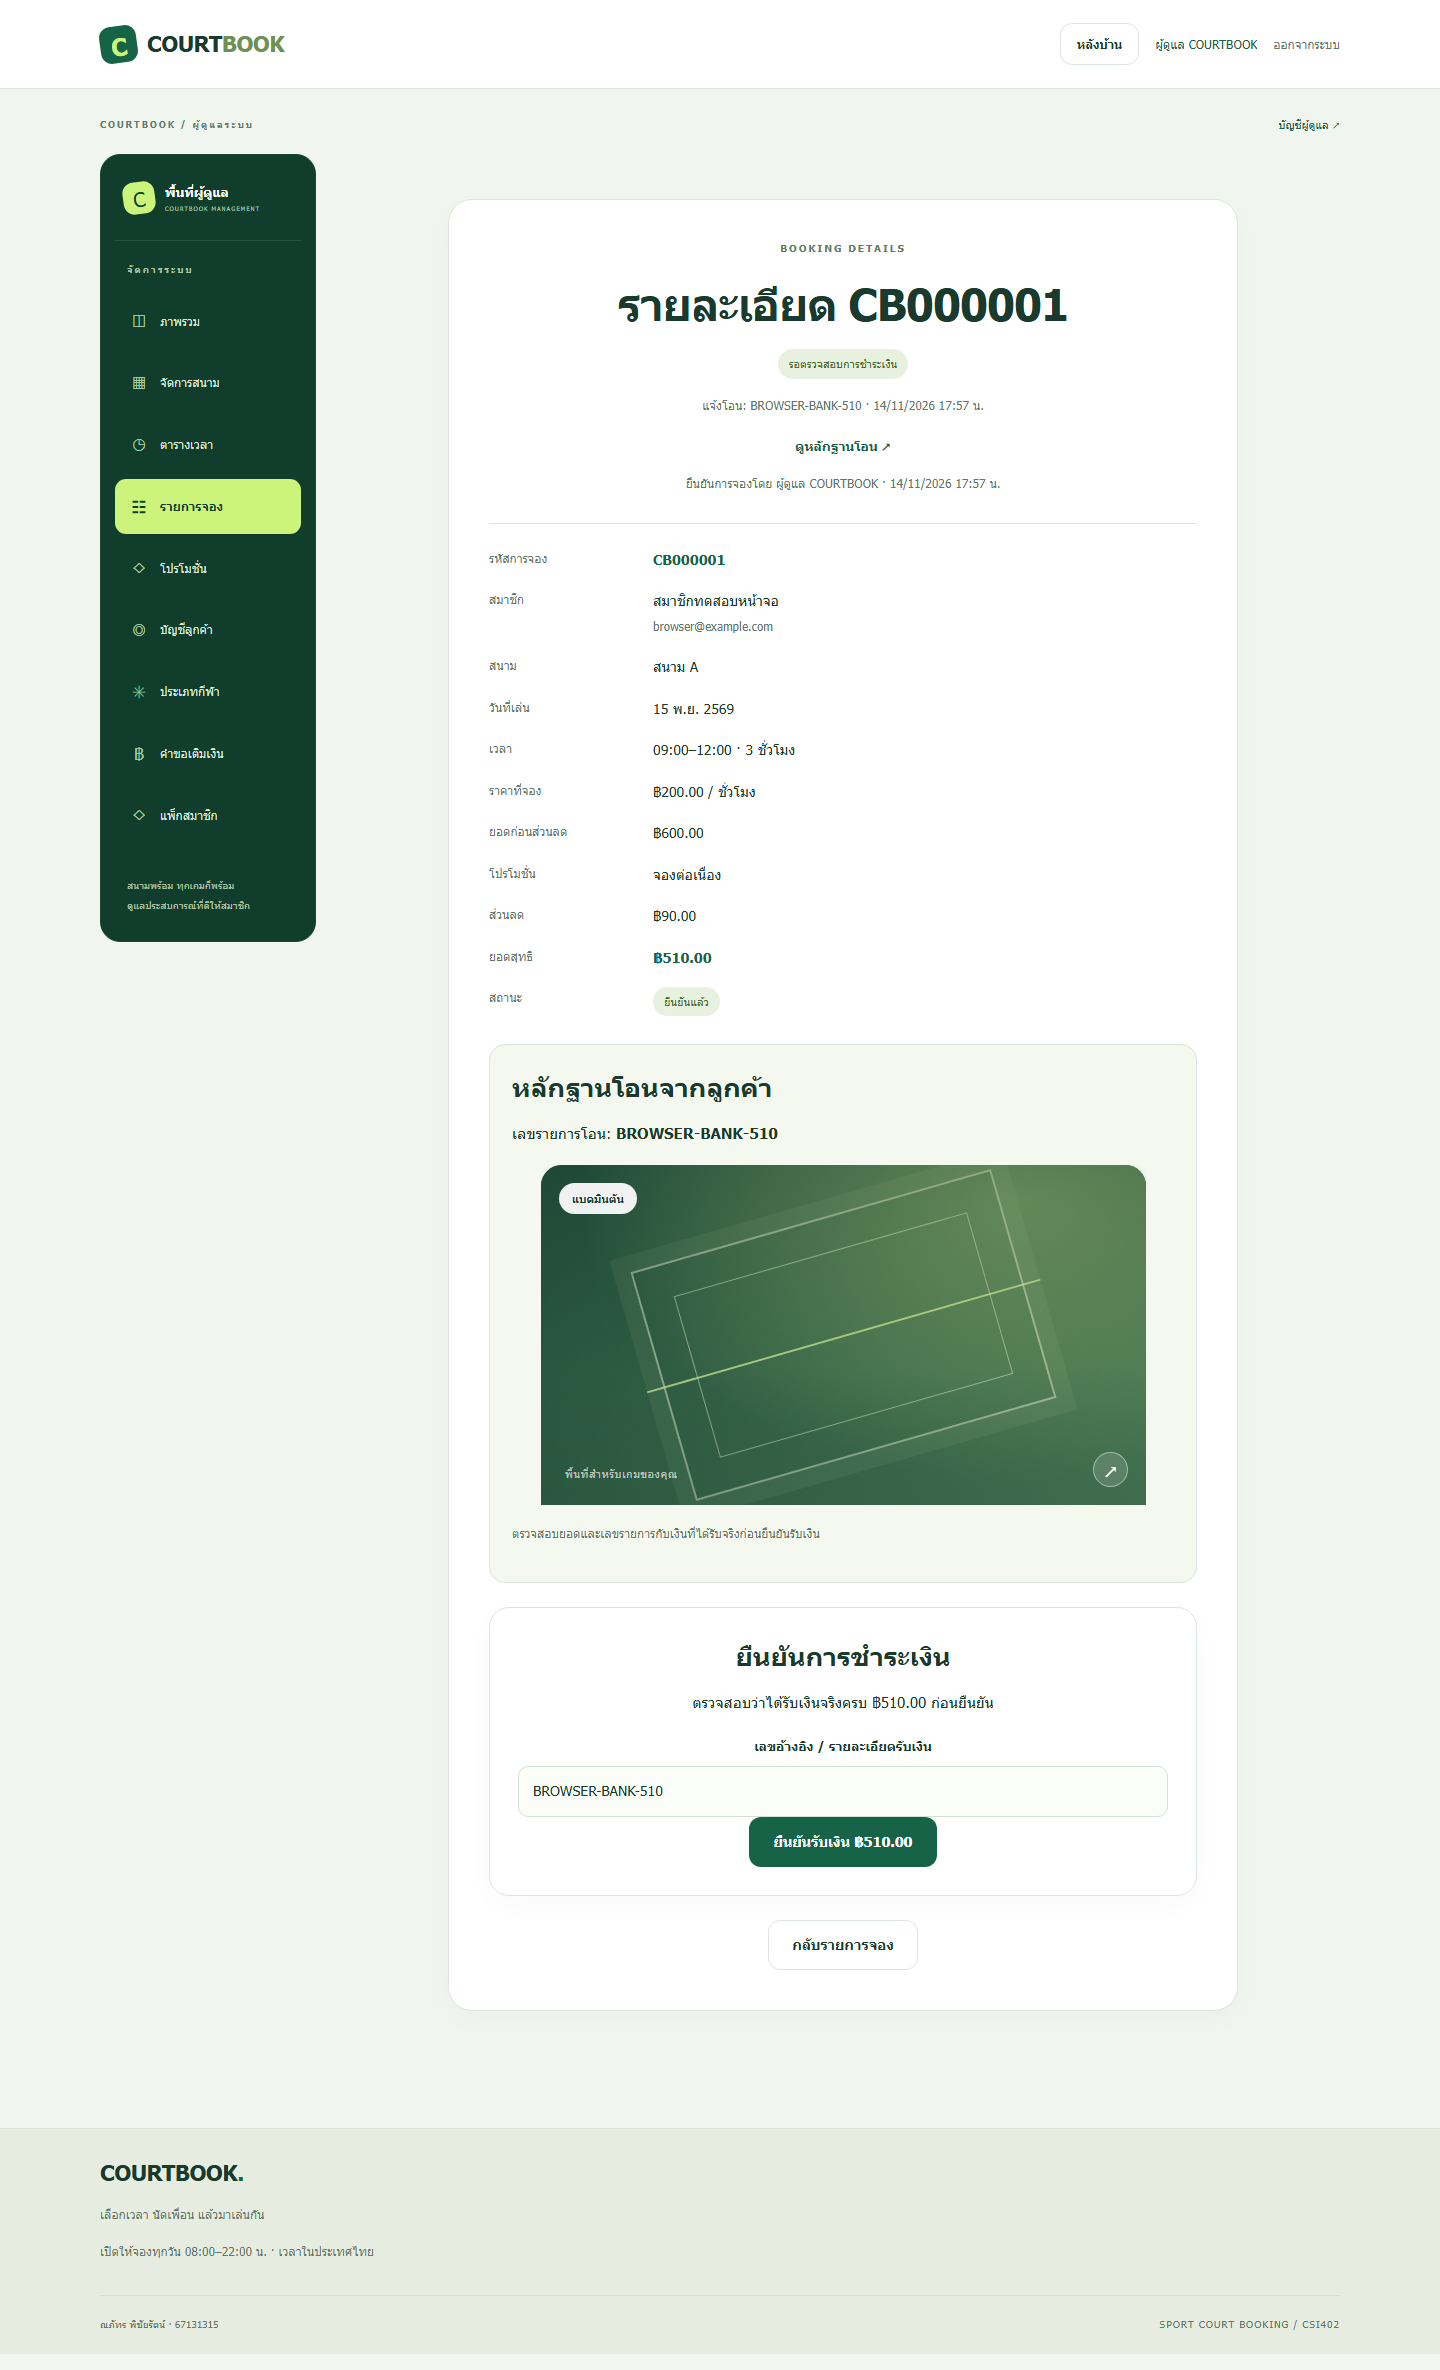 C COURTBOOK
หลังบ้าน
ผู้ดูแล COURTBOOK
ออกจากระบบ
COURTBOOK / ผู้ดูแลระบบ
บัญชีผู้ดูแล ↗
C พื้นที่ผู้ดูแล
COURTBOOK MANAGEMENT
จัดการระบบ
ภาพรวม
จัดการสนาม
ตารางเวลา
รายการจอง
โปรโมชั่น
บัญชีลูกค้า
ประเภทกีฬา
฿ คำขอเติมเงิน
แพ็กสมาชิก
สนามพร้อม ทุกเกมก็พร้อม
ดูแลประสบการณ์ที่ดีให้สมาชิก
BOOKING DETAILS
รายละเอียด CB000001
รอตรวจสอบการชำระเงิน
แจ้งโอน: BROWSER-BANK-510 · 14/11/2026 17:57 น.
ดูหลักฐานโอน ↗
ยืนยันการจองโดย ผู้ดูแล COURTBOOK · 14/11/2026 17:57 น.
รหัสการจอง CB000001
สมาชิก สมาชิกทดสอบหน้าจอ
browser@example.com
สนาม สนาม A
วันที่เล่น 15 พ.ย. 2569
เวลา 09:00–12:00 · 3 ชั่วโมง
ราคาที่จอง ฿200.00 / ชั่วโมง
ยอดก่อนส่วนลด ฿600.00
โปรโมชั่น จองต่อเนื่อง
ส่วนลด ฿90.00
ยอดสุทธิ ฿510.00
สถานะ ยืนยันแล้ว
หลักฐานโอนจากลูกค้า
เลขรายการโอน: BROWSER-BANK-510
แบดมินตัน
พื้นที่สำหรับเกมของคุณ
↗
ตรวจสอบยอดและเลขรายการกับเงินที่ได้รับจริงก่อนยืนยันรับเงิน
ยืนยันการชำระเงิน
ตรวจสอบว่าได้รับเงินจริงครบ ฿510.00 ก่อนยืนยัน
เลขอ้างอิง / รายละเอียดรับเงิน
BROWSER-BANK-510
ยืนยันรับเงิน ฿510.00
กลับรายการจอง
COURTBOOK.
เลือกเวลา นัดเพื่อน แล้วมาเล่นกัน
เปิดให้จองทุกวัน 08:00–22:00 น. · เวลาในประเทศไทย
ณภัทร พิชัยรัตน์ · 67131315
SPORT COURT BOOKING / CSI402